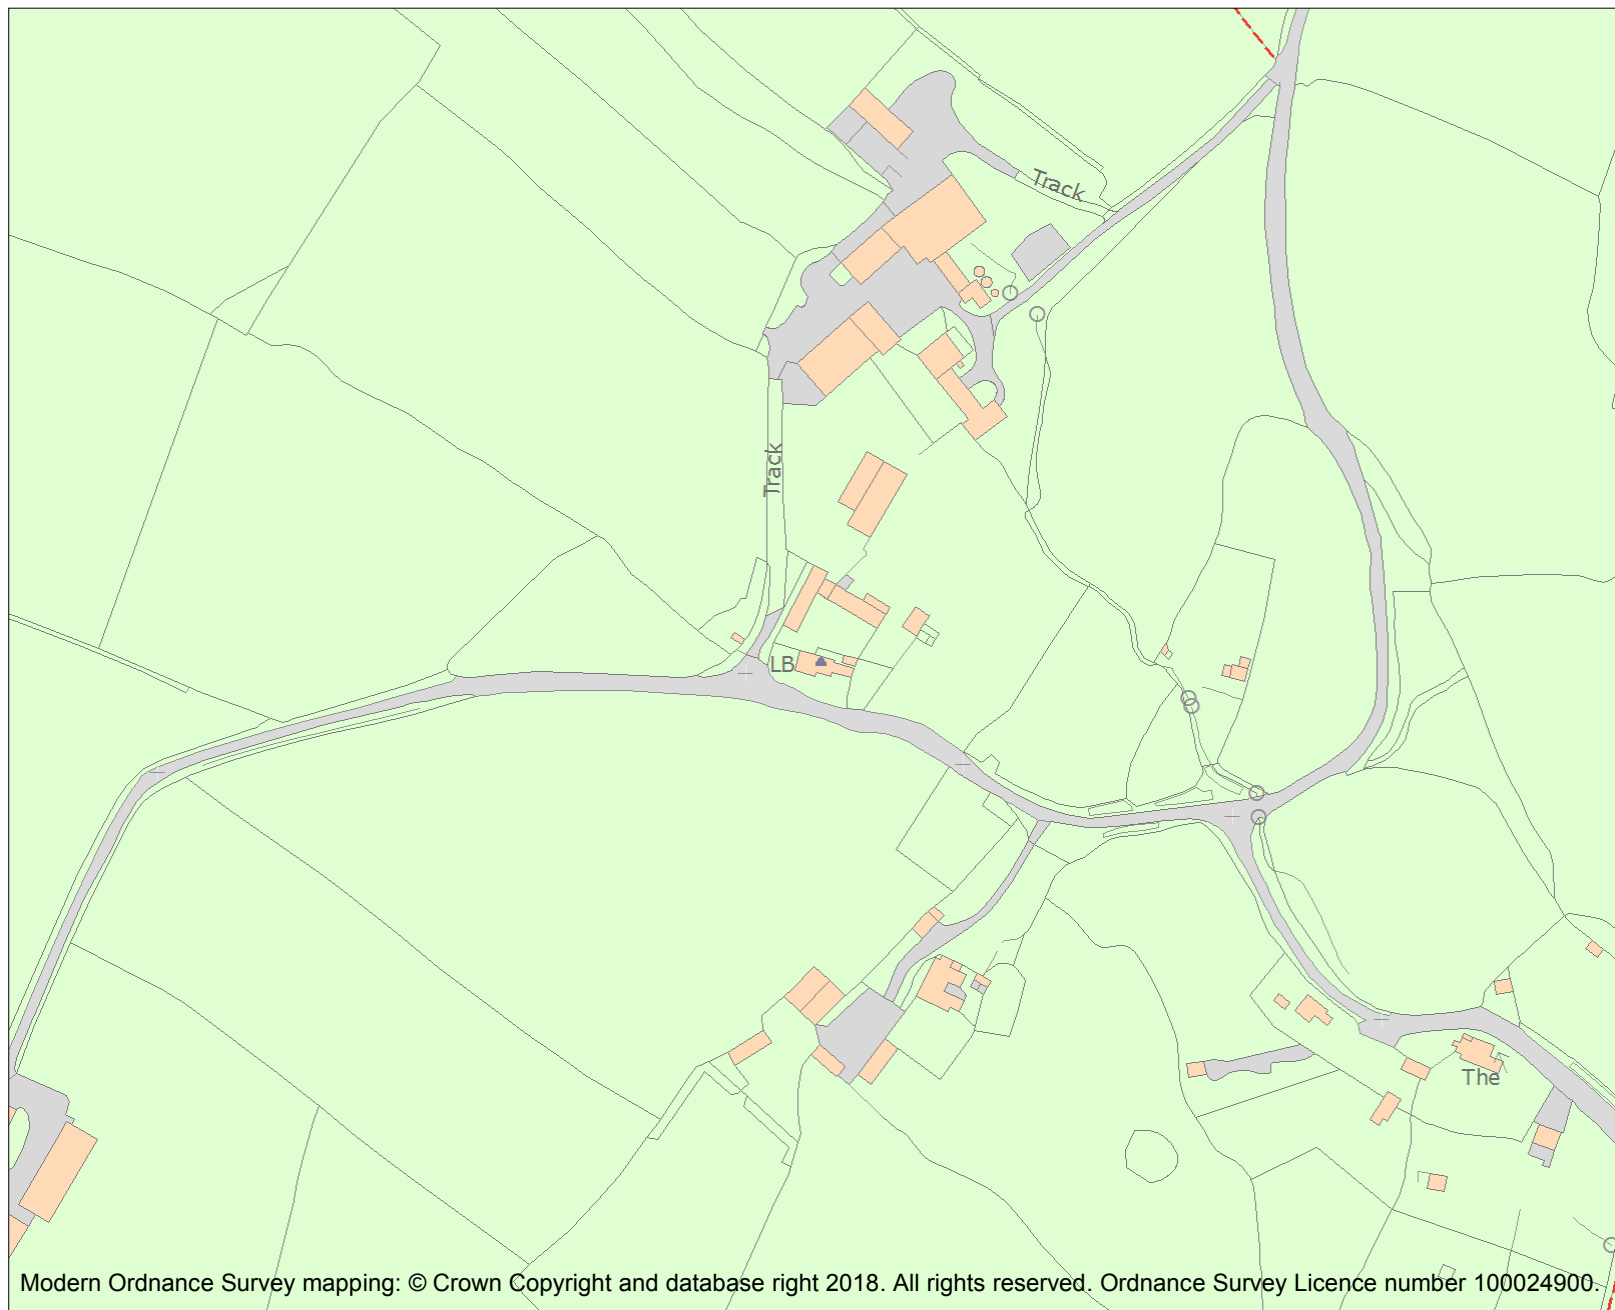 Track
Track
LB
The
Modern Ordnance Survey mapping: © Crown Copyright and database right 2018. All rights reserved. Ordnance Survey Licence number 100024900.